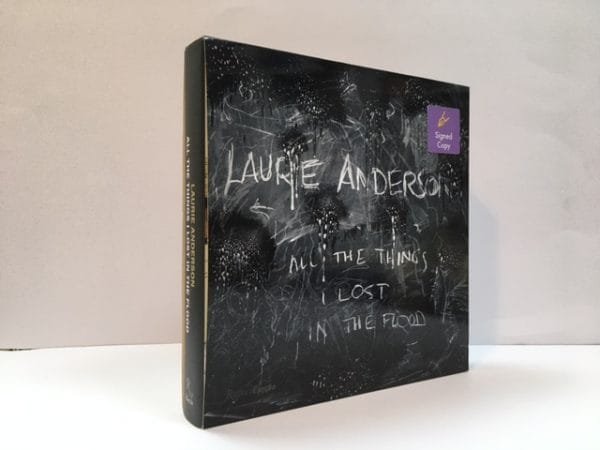 LAURIE ANDERSON
ALL THE THINGS I LOST IN THE FLOOD
Signed
Copy
LAURIE ANDERSON
ALL THE THINGS
I LOST
IN THE FLOOD